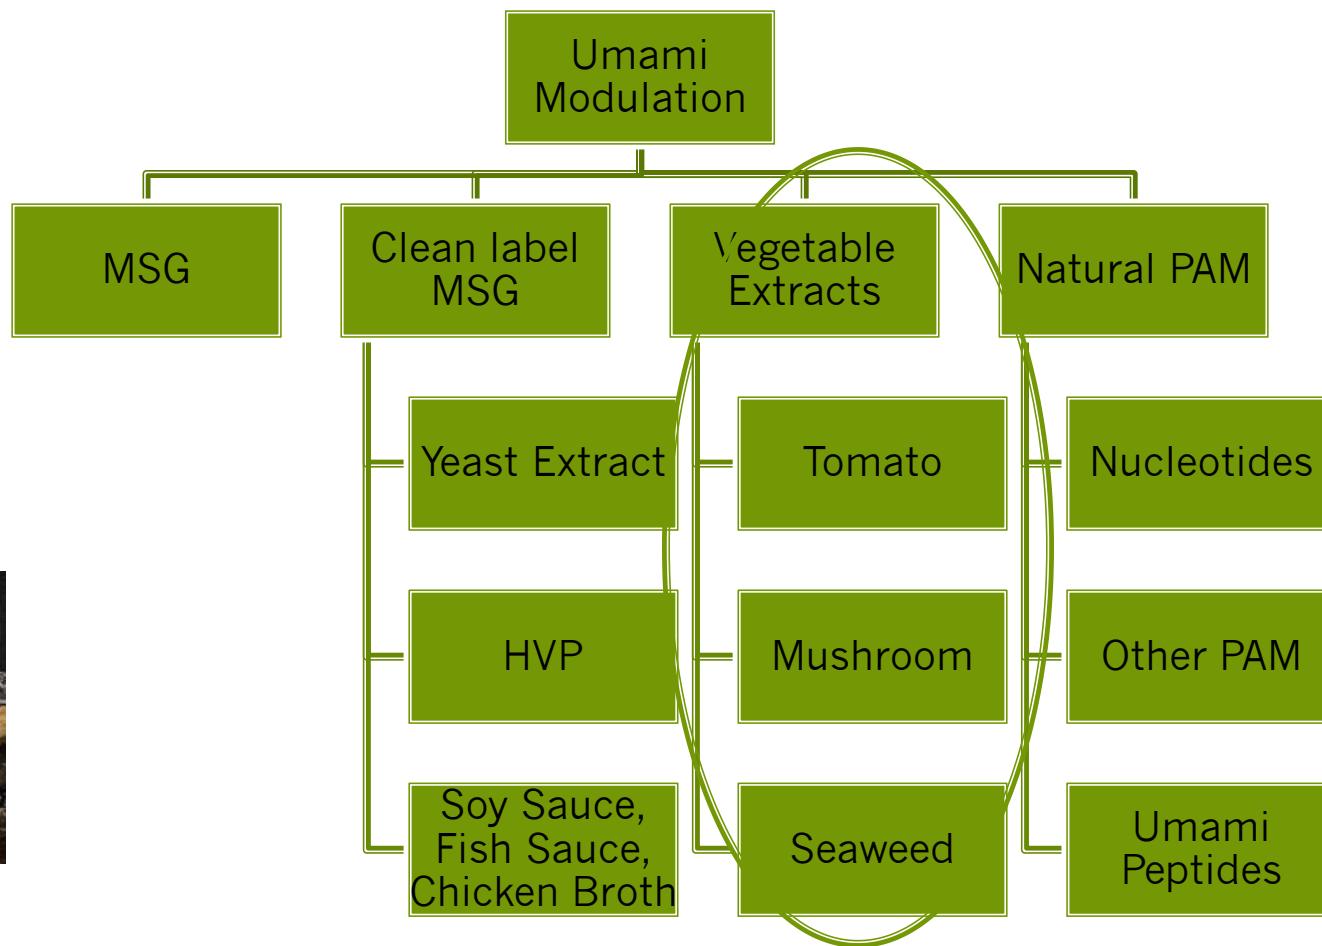 Umami
Modulation
MSG
Clean label
MSG
Vegetable
Extracts
Natural PAM
Yeast Extract
Tomato
Nucleotides
HVP
Mushroom
Other PAM
Soy Sauce,
Fish Sauce,
Chicken Broth
Seaweed
Umami
Peptides